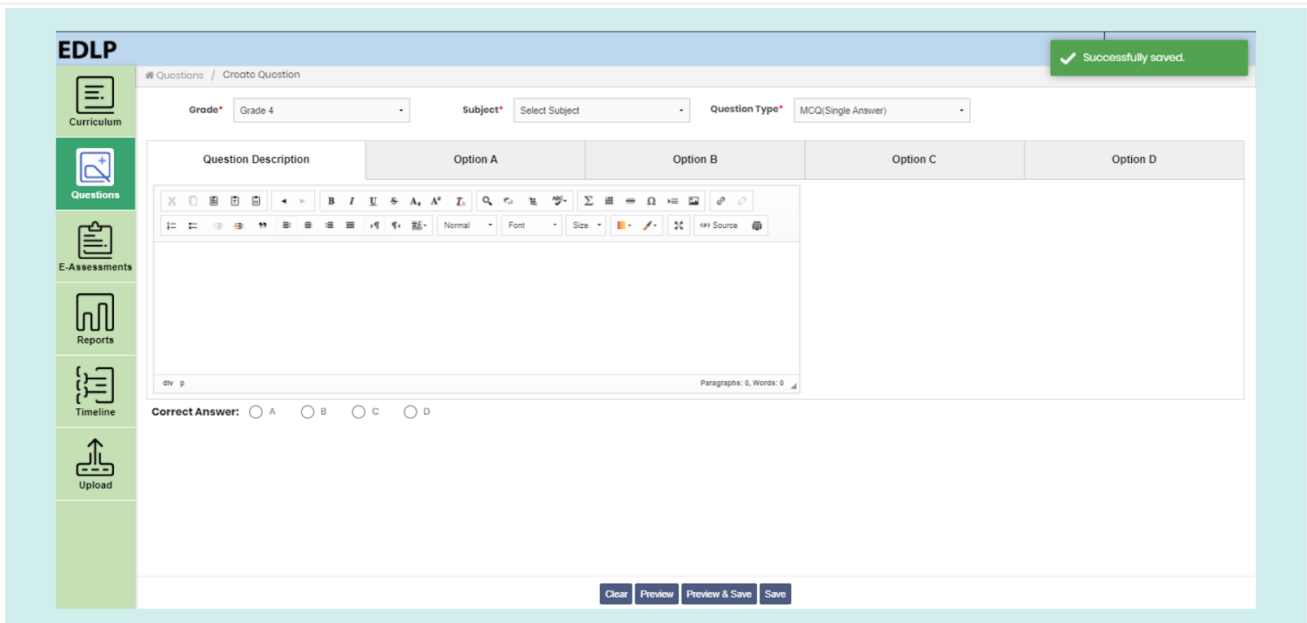 EDLP
Successfully saved.
Questions / Create Question
Grade* Grade 4 Subject* Select Subject Question Type* MCQ(Single Answer)
Curriculum
Questions
E-Assessments
Reports
Timeline
Upload
Question Description Option A Option B Option C Option D
Normal Font Size Source
div p Paragraphs: 0, Words: 0
Correct Answer: A B C D
Clear Preview Preview & Save Save